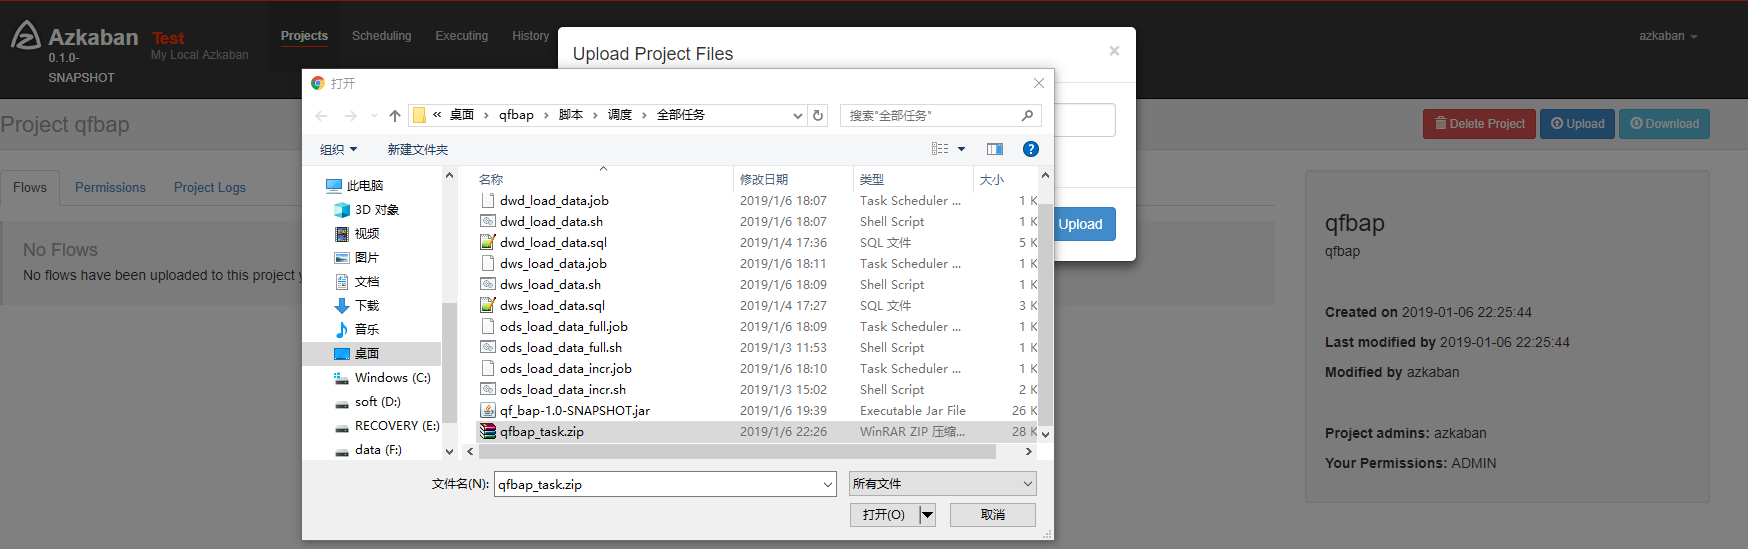 Azkaban
0.1.0-
SNAPSHOT
Test
My Local Azkaban
Projects
Scheduling
Executing
History
azkaban
Upload Project Files
×
Project qfbap
Delete Project
Upload
Download
Flows
Permissions
Project Logs
No Flows
No flows have been uploaded to this project
Upload
打开
« 桌面 › qfbap › 脚本 › 调度 › 全部任务
搜索"全部任务"
组织
新建文件夹
此电脑
3D 对象
视频
图片
文档
下载
音乐
桌面
Windows (C:)
soft (D:)
RECOVERY (E:)
data (F:)
名称 修改日期 类型 大小
dwd_load_data.job 2019/1/6 18:07 Task Scheduler ... 1 K
dwd_load_data.sh 2019/1/6 18:07 Shell Script 1 K
dwd_load_data.sql 2019/1/4 17:36 SQL 文件 5 K
dws_load_data.job 2019/1/6 18:11 Task Scheduler ... 1 K
dws_load_data.sh 2019/1/6 18:09 Shell Script 1 K
dws_load_data.sql 2019/1/4 17:27 SQL 文件 3 K
ods_load_data_full.job 2019/1/6 18:09 Task Scheduler ... 1 K
ods_load_data_full.sh 2019/1/3 11:53 Shell Script 1 K
ods_load_data_incr.job 2019/1/6 18:10 Task Scheduler ... 1 K
ods_load_data_incr.sh 2019/1/3 15:02 Shell Script 2 K
qf_bap-1.0-SNAPSHOT.jar 2019/1/6 19:39 Executable Jar File 26 K
qfbap_task.zip 2019/1/6 22:26 WinRAR ZIP 压缩... 28 K
文件名(N): qfbap_task.zip
所有文件
打开(O)
取消
qfbap
qfbap
Created on 2019-01-06 22:25:44
Last modified by 2019-01-06 22:25:44
Modified by azkaban
Project admins: azkaban
Your Permissions: ADMIN